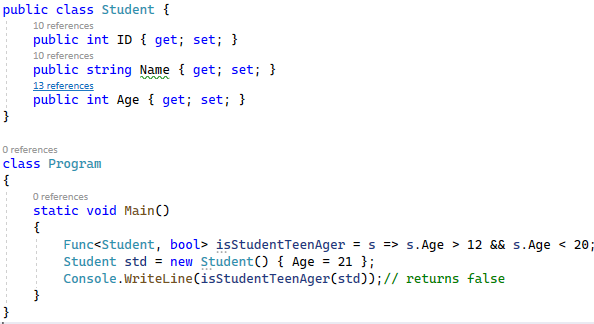 public class Student {
10 references
public int ID { get; set; }
10 references
public string Name { get; set; }
13 references
public int Age { get; set; }
}
0 references
class Program
{
0 references
static void Main()
{
Func<Student, bool> isStudentTeenAger = s => s.Age > 12 && s.Age < 20;
Student std = new Student() { Age = 21 };
Console.WriteLine(isStudentTeenAger(std));// returns false
}
}